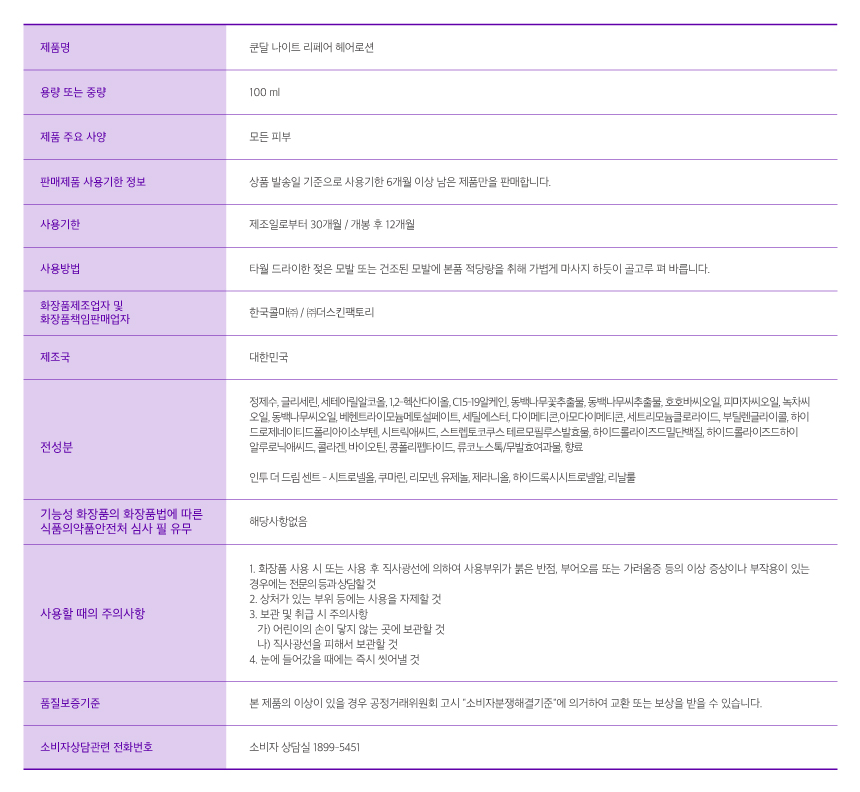 제품명
쿤달 나이트 리페어 헤어로션
용량 또는 중량
100 ml
제품 주요 사양
모든 피부
판매제품 사용기한 정보
상품 발송일 기준으로 사용기한 6개월 이상 남은 제품만을 판매합니다.
사용기한
제조일로부터 30개월 / 개봉 후 12개월
사용방법
타월 드라이한 젖은 모발 또는 건조된 모발에 본품 적당량을 취해 가볍게 마사지 하듯이 골고루 펴 바릅니다.
화장품제조업자 및
화장품책임판매업자
한국콜마㈜ / ㈜더스킨팩토리
제조국
대한민국
전성분
정제수, 글리세린, 세테아릴알코올, 1,2-헥산다이올, C15-19알케인, 동백나무꽃추출물, 동백나무씨추출물, 호호바씨오일, 피마자씨오일, 녹차씨
오일, 동백나무씨오일, 베헨트라이모늄메토설페이트, 세틸에스터, 다이메티콘,아모다이메티콘, 세트리모늄클로라이드, 부틸렌글라이콜, 하이
드로제네이티드폴리아이소부텐, 시트릭애씨드, 스트렙토코쿠스 테르모필루스발효물, 하이드롤라이즈드밀단백질, 하이드롤라이즈드하이
알루로닉애씨드, 콜라겐, 바이오틴, 콩폴리펩타이드, 류코노스톡/무발효여과물, 향료
인투 더 드림 센트 - 시트로넬올, 쿠마린, 리모넨, 유제놀, 제라니올, 하이드록시시트로넬알, 리날룰
기능성 화장품의 화장품법에 따른
식품의약품안전처 심사 필 유무
해당사항없음
사용할 때의 주의사항
1. 화장품 사용 시 또는 사용 후 직사광선에 의하여 사용부위가 붉은 반점, 부어오름 또는 가려움증 등의 이상 증상이나 부작용이 있는
경우에는 전문의 등과 상담할 것
2. 상처가 있는 부위 등에는 사용을 자제할 것
3. 보관 및 취급 시 주의사항
가) 어린이의 손이 닿지 않는 곳에 보관할 것
나) 직사광선을 피해서 보관할 것
4. 눈에 들어갔을 때에는 즉시 씻어낼 것
품질보증기준
본 제품의 이상이 있을 경우 공정거래위원회 고시 "소비자분쟁해결기준"에 의거하여 교환 또는 보상을 받을 수 있습니다.
소비자상담관련 전화번호
소비자 상담실 1899-5451